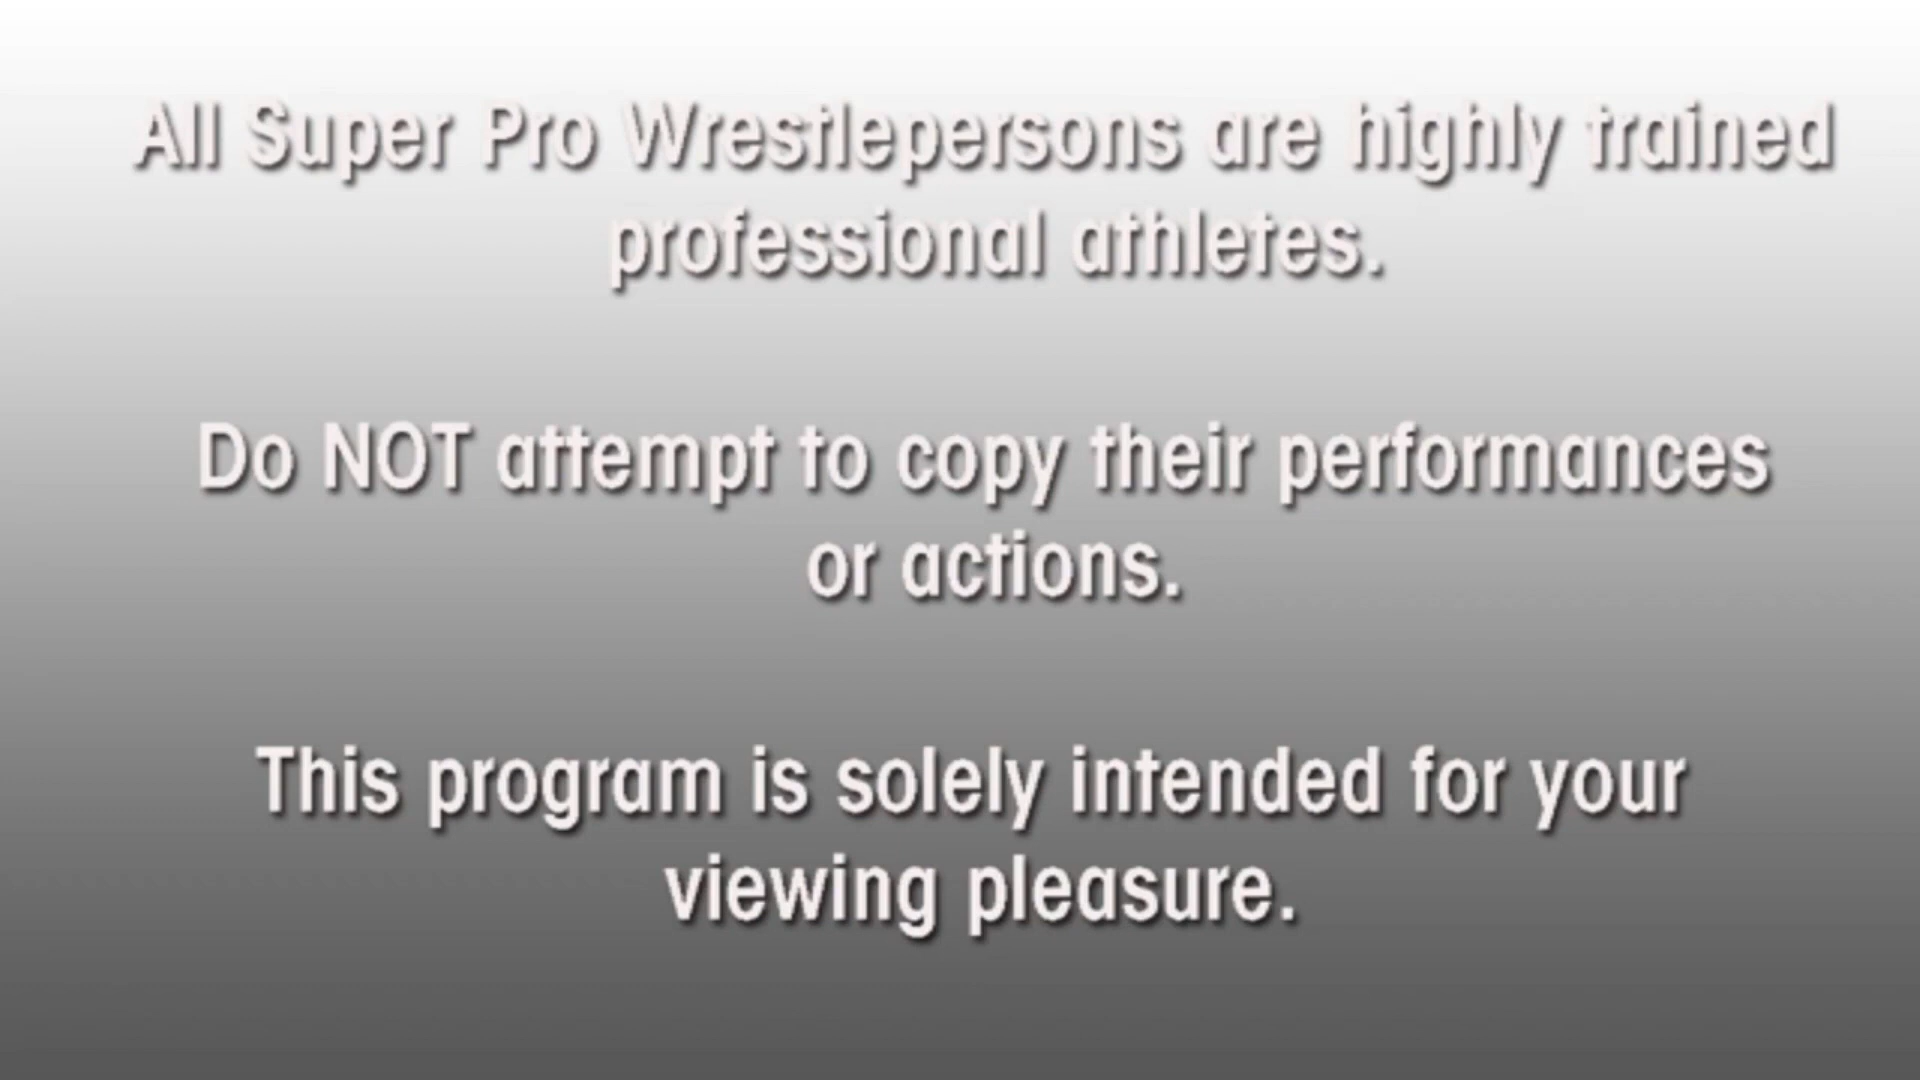 All Super Pro Wrestlepersons are highly trained
professional athletes.
Do NOT attempt to copy their performances
or actions.
This program is solely intended for your
viewing pleasure.